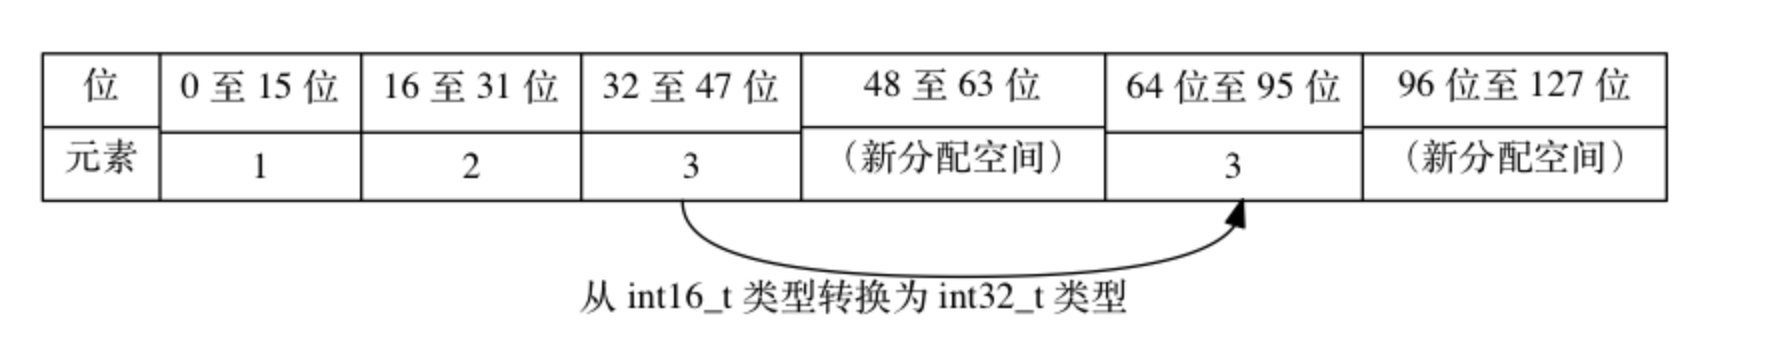 位 0 至 15 位 16 至 31 位 32 至 47 位 48 至 63 位 64 位至 95 位 96 位至 127 位
元素 1 2 3 （新分配空间） 3 （新分配空间）
从 int16_t 类型转换为 int32_t 类型